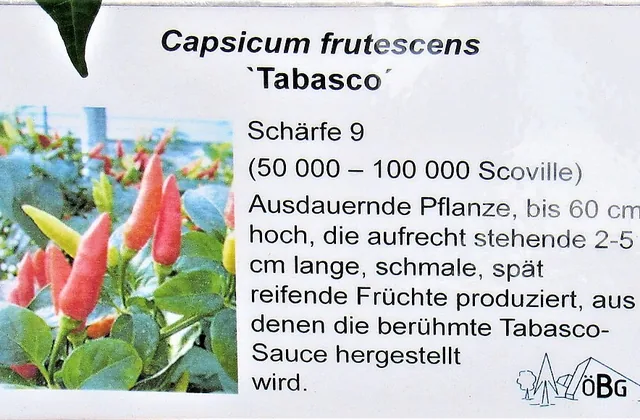 Capsicum frutescens
`Tabasco´
Schärfe 9
(50 000 – 100 000 Scoville)
Ausdauernde Pflanze, bis 60 cm
hoch, die aufrecht stehende 2-5
cm lange, schmale, spät
reifende Früchte produziert, aus
denen die berühmte Tabasco-
Sauce hergestellt
wird.
ÖBG